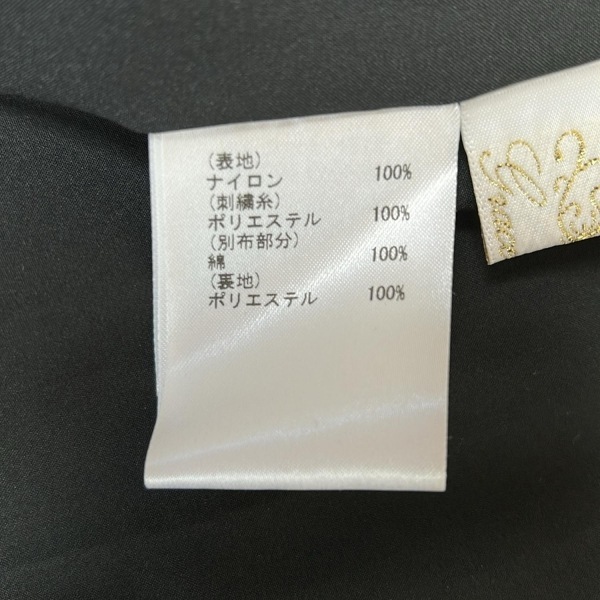 (表地)
ナイロン 100%
(刺繍糸)
ポリエステル 100%
(別布部分)
綿 100%
(裏地)
ポリエステル 100%